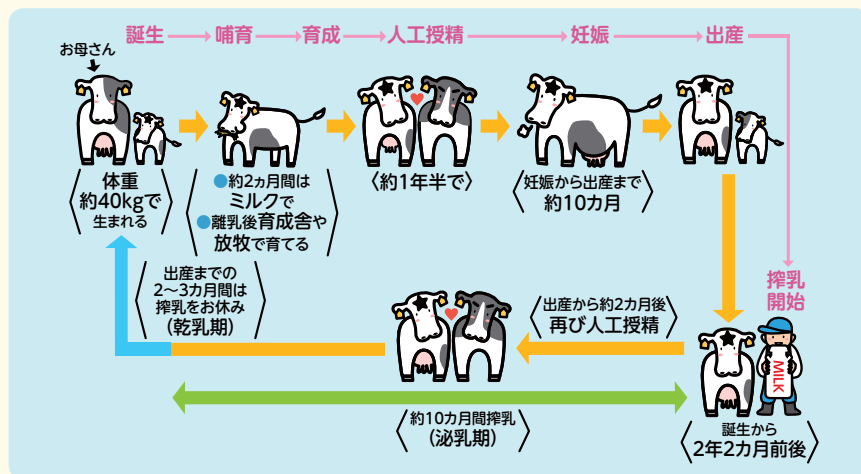 誕生 → 哺育 → 育成 → 人工授精 → 妊娠 → 出産
お母さん
体重
約40kgで
生まれる
●約2ヵ月間は
ミルクで
●離乳後育成舎や
放牧で育てる
〈約1年半で〉
妊娠から出産まで
約10カ月
搾乳
開始
出産までの
2〜3カ月間は
搾乳をお休み
(乾乳期)
出産から約2カ月後
再び人工授精
MILK
約10カ月間搾乳
(泌乳期)
誕生から
2年2カ月前後